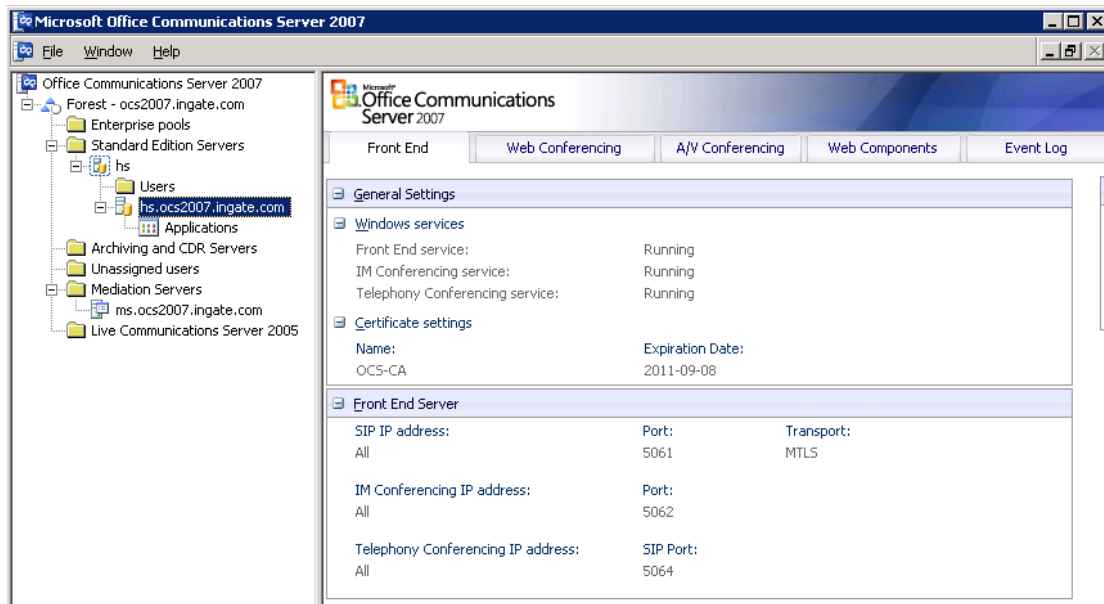 Microsoft Office Communications Server 2007
File Window Help
Office Communications Server 2007
Forest - ocs2007.ingate.com
Enterprise pools
Standard Edition Servers
hs
Users
hs.ocs2007.ingate.com
Applications
Archiving and CDR Servers
Unassigned users
Mediation Servers
ms.ocs2007.ingate.com
Live Communications Server 2005
Microsoft
Office Communications
Server 2007
Front End Web Conferencing A/V Conferencing Web Components Event Log
General Settings
Windows services
Front End service: Running
IM Conferencing service: Running
Telephony Conferencing service: Running
Certificate settings
Name: Expiration Date:
OCS-CA 2011-09-08
Front End Server
SIP IP address: Port: Transport:
All 5061 MTLS
IM Conferencing IP address: Port:
All 5062
Telephony Conferencing IP address: SIP Port:
All 5064